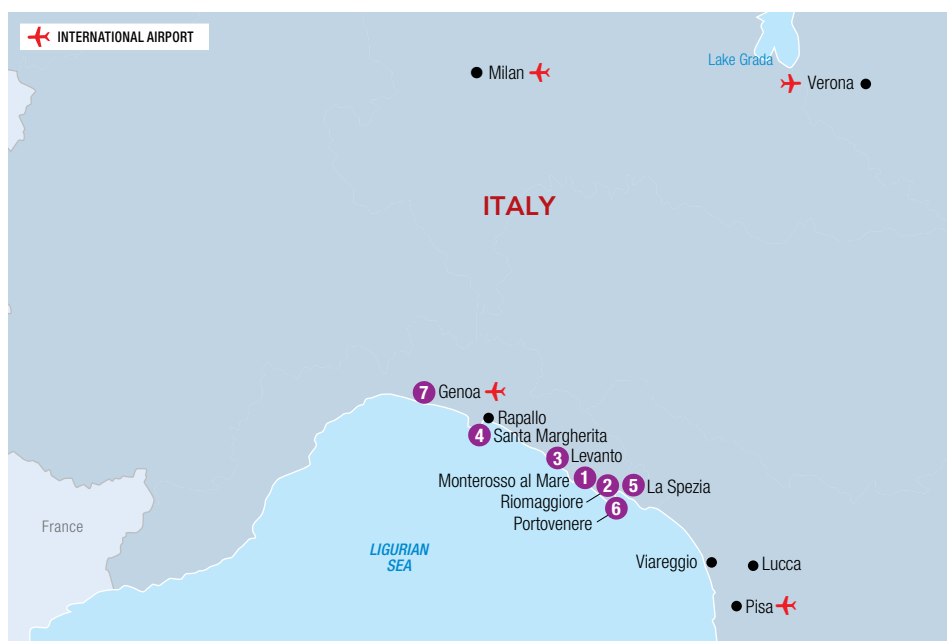 INTERNATIONAL AIRPORT
Lake Grada
Milan
Verona
ITALY
7 Genoa
Rapallo
4 Santa Margherita
3 Levanto
Monterosso al Mare 1
Riomaggiore 2
5 La Spezia
Portovenere 6
France
LIGURIAN
SEA
Viareggio
Lucca
Pisa